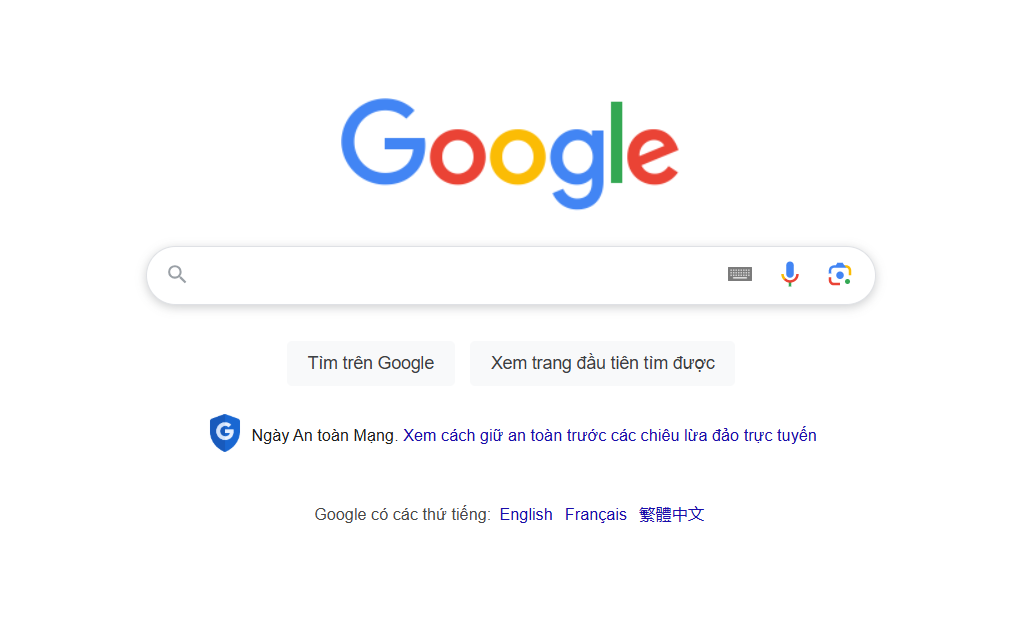 Google
Tìm trên Google
Xem trang đầu tiên tìm được
Ngày An toàn Mạng. Xem cách giữ an toàn trước các chiêu lừa đảo trực tuyến
Google có các thứ tiếng: English Français 繁體中文